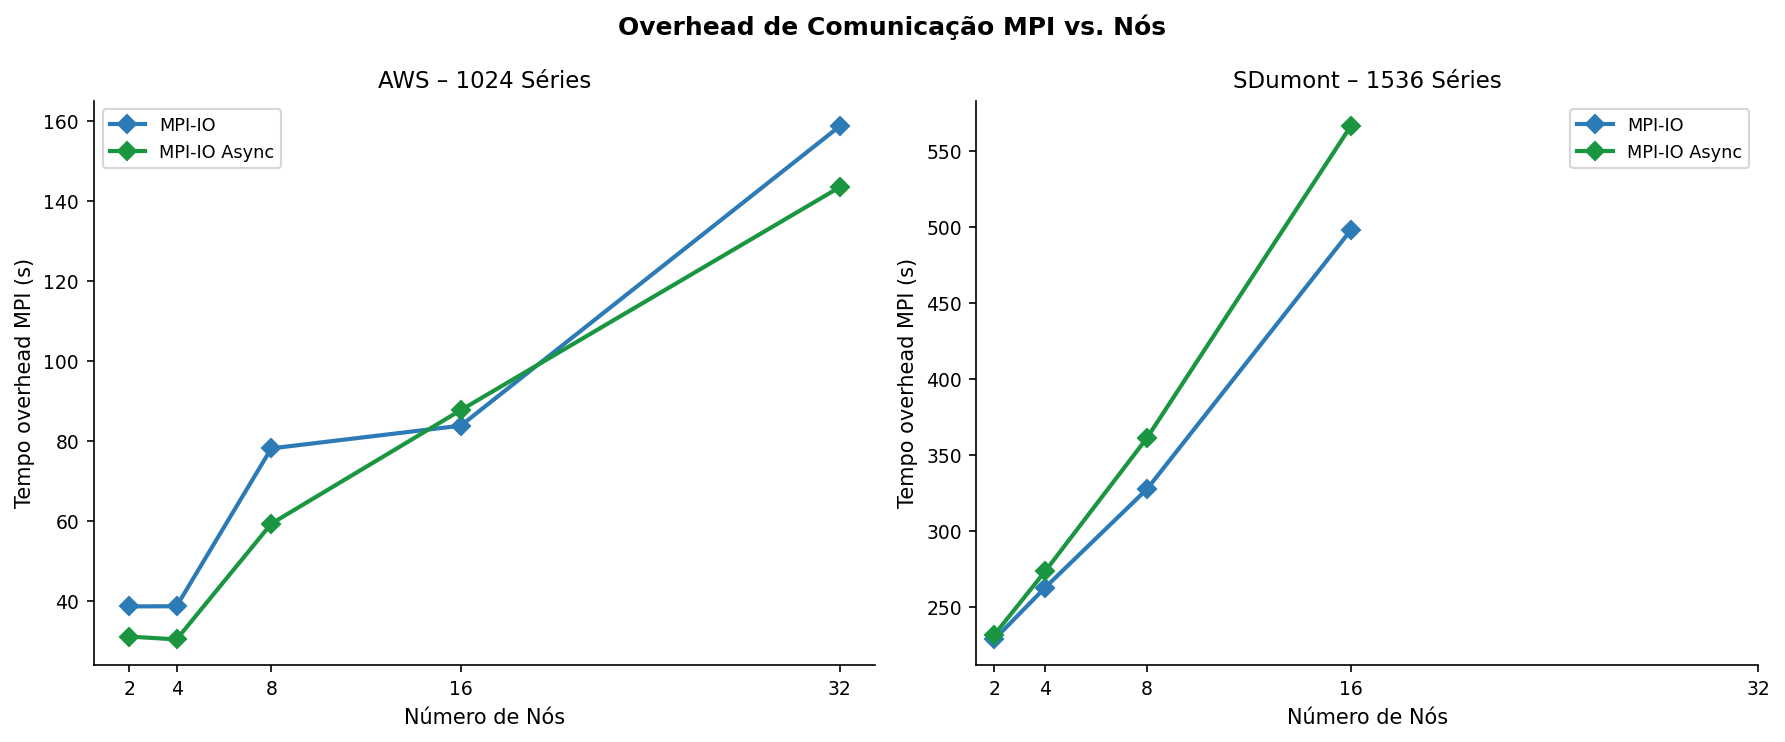 Overhead de Comunicação MPI vs. Nós
AWS – 1024 Séries
MPI-IO
MPI-IO Async
Tempo overhead MPI (s)
160
140
120
100
80
60
40
2 4 8 16 32
Número de Nós
SDumont – 1536 Séries
MPI-IO
MPI-IO Async
Tempo overhead MPI (s)
550
500
450
400
350
300
250
2 4 8 16 32
Número de Nós